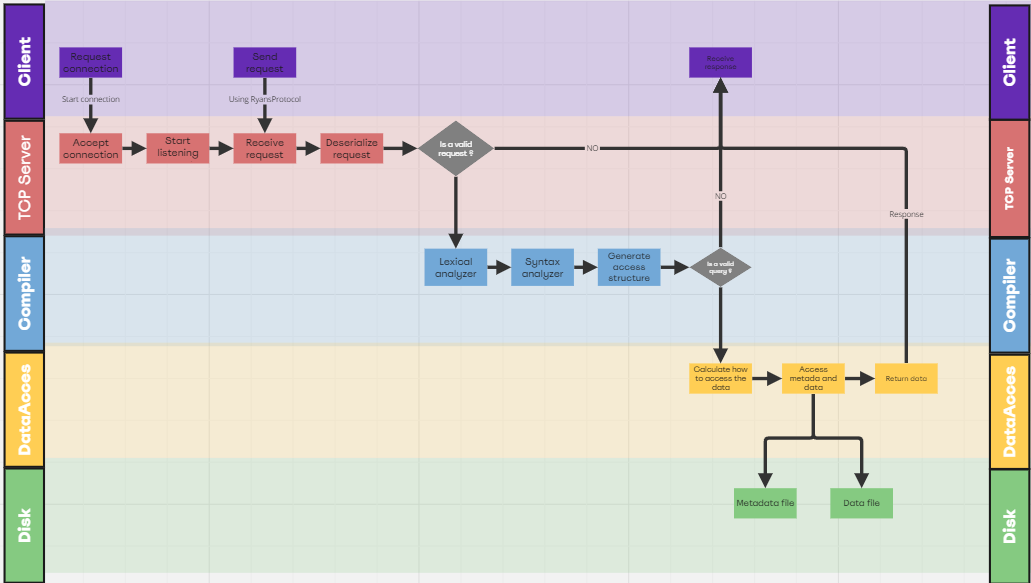 Client
Request
connection
Send
request
Receive
response
Client
Start connection
Using RyansProtocol
TCP Server
Accept
connection
Start
listening
Receive
request
Deserialize
request
Is a valid
request ?
NO
TCP Server
NO
Response
Compiler
Lexical
analyzer
Syntax
analyzer
Generate
access
structure
Is a valid
query ?
Compiler
DataAcces
Calculate how
to access the
data
Access
metada and
data
Return data
DataAcces
Disk
Metadata file
Data file
Disk